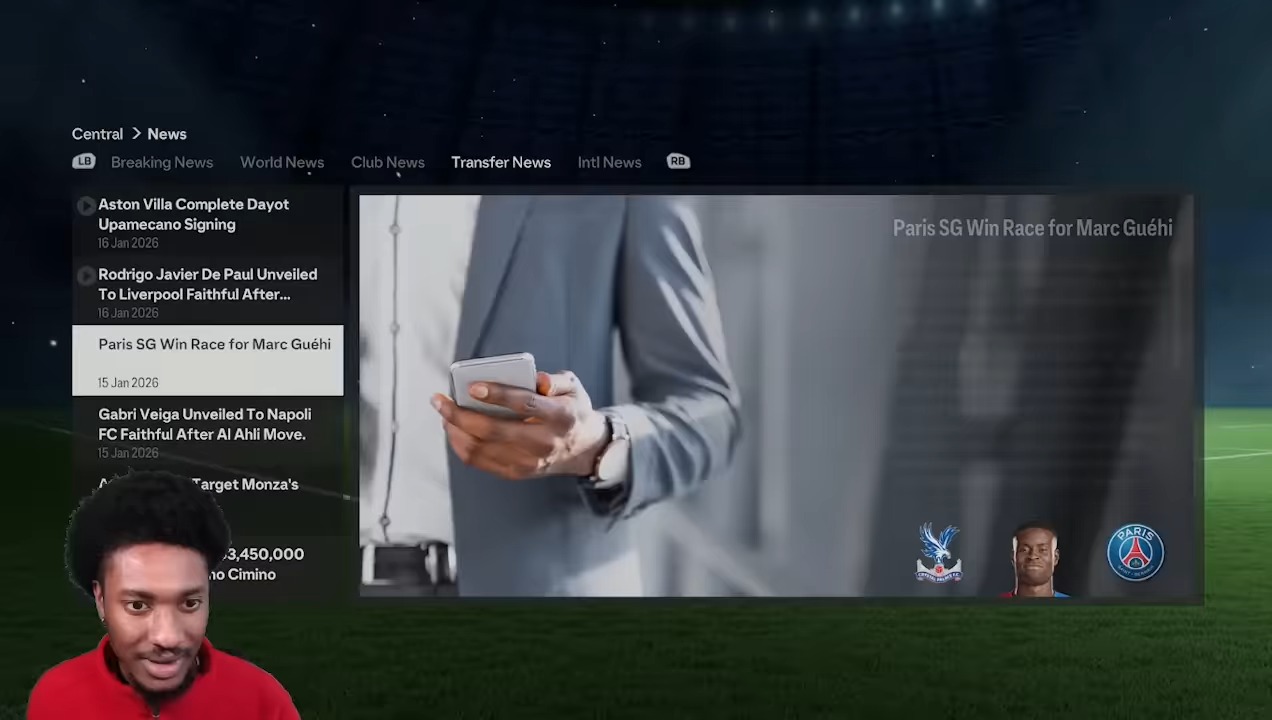 Central > News
LB Breaking News World News Club News Transfer News Intl News RB
Aston Villa Complete Dayot
Upamecano Signing
16 Jan 2026
Rodrigo Javier De Paul Unveiled
To Liverpool Faithful After...
16 Jan 2026
Paris SG Win Race for Marc Guéhi
15 Jan 2026
Gabri Veiga Unveiled To Napoli
FC Faithful After Al Ahli Move.
15 Jan 2026
Target Monza's
3,450,000
Cimino
Paris SG Win Race for Marc Guéhi
PARIS